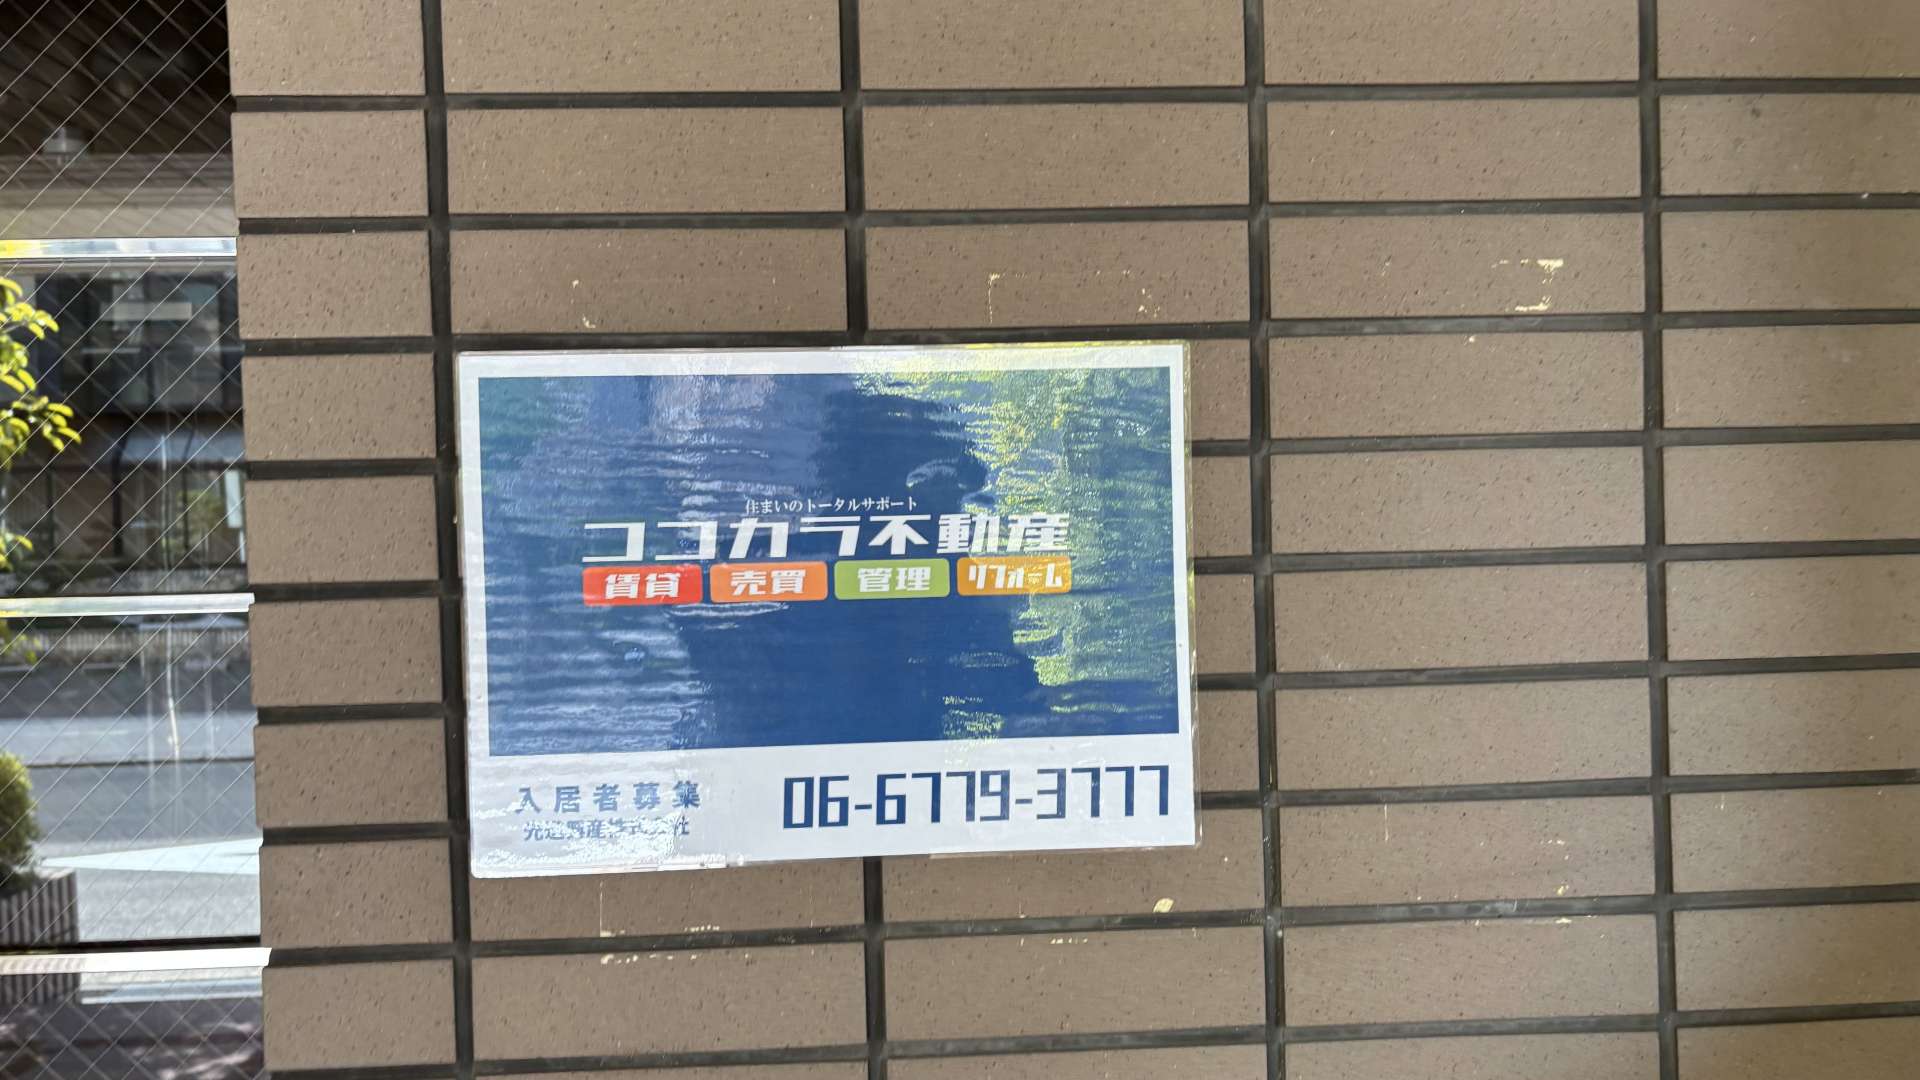 住まいのトータルサポート
ココカラ不動産
賃貸 売買 管理 リフォーム
入居者募集
06-6779-3777